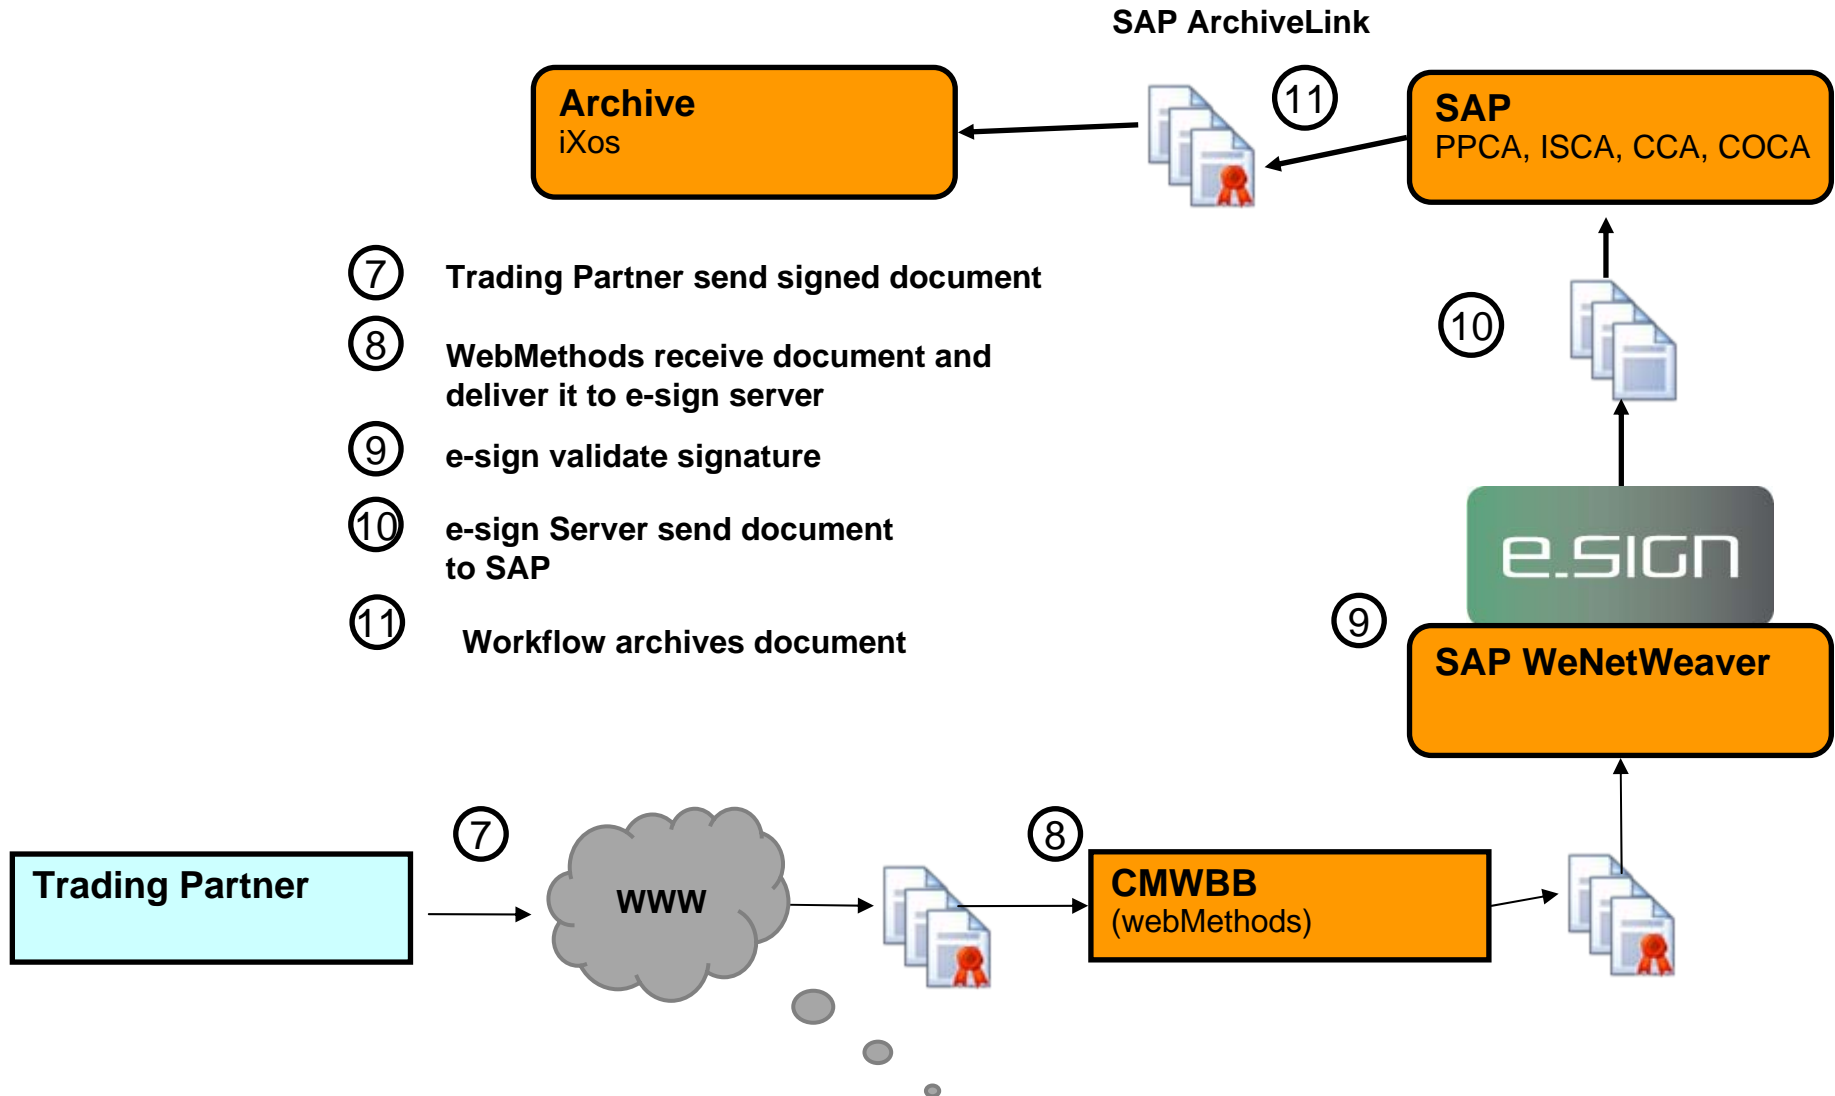 SAP ArchiveLink
Archive
iXos
11
SAP
PPCA, ISCA, CCA, COCA
7
Trading Partner send signed document
8
WebMethods receive document and
deliver it to e-sign server
9
e-sign validate signature
10
e-sign Server send document
to SAP
11
Workflow archives document
10
e.sign
9
SAP WeNetWeaver
7
8
Trading Partner
WWW
CMWBB
(webMethods)